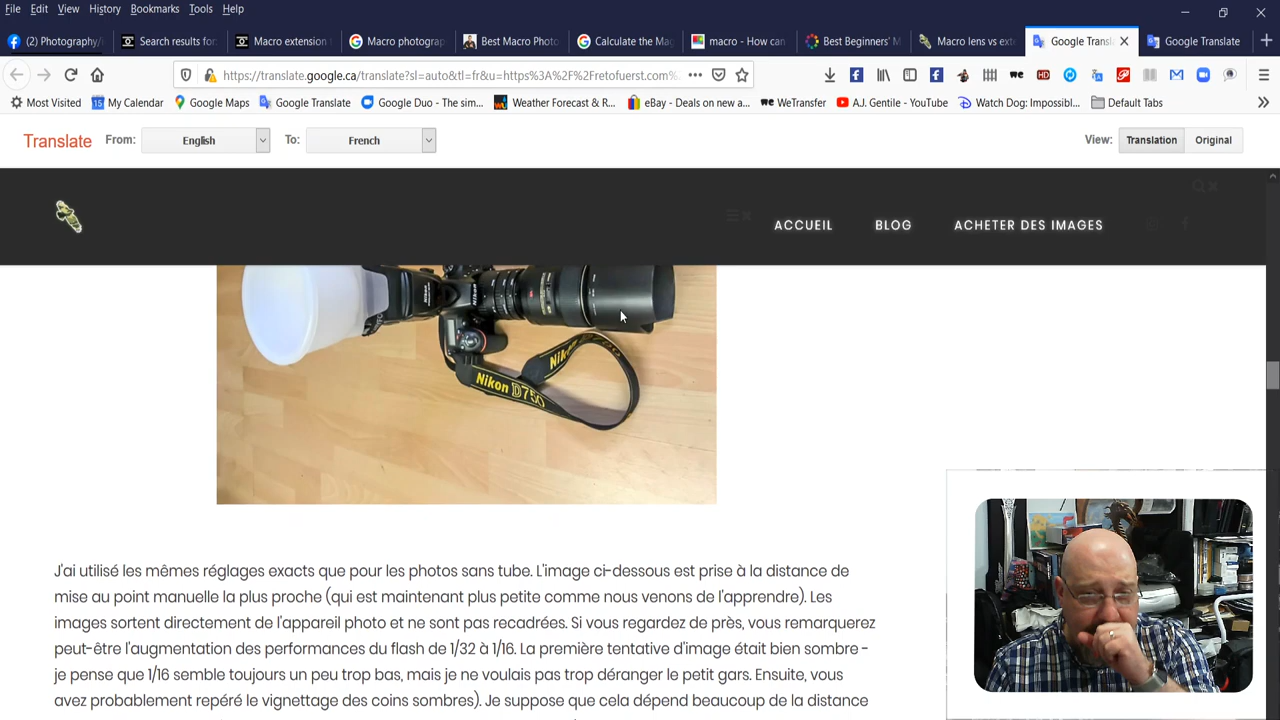 File Edit View History Bookmarks Tools Help
(2) Photography/ Search results for: Macro extension Macro photograp Best Macro Photo Calculate the Mag macro - How can Best Beginners' M Macro lens vs ext Google Transl Google Translate
https://translate.google.ca/translate?sl=auto&tl=fr&u=https%3A%2F%2Fretofuerst.com%
Most Visited My Calendar Google Maps Google Translate Google Duo - The sim... Weather Forecast & R... eBay - Deals on new a... WeTransfer A.J. Gentile - YouTube Watch Dog: Impossibl... Default Tabs
Translate From: English To: French View: Translation Original
ACCUEIL BLOG ACHETER DES IMAGES
Nikon
Nikon D750
J'ai utilisé les mêmes réglages exacts que pour les photos sans tube. L'image ci-dessous est prise à la distance de
mise au point manuelle la plus proche (qui est maintenant plus petite comme nous venons de l'apprendre). Les
images sortent directement de l'appareil photo et ne sont pas recadrées. Si vous regardez de près, vous remarquerez
peut-être l'augmentation des performances du flash de 1/32 à 1/16. La première tentative d'image était bien sombre -
je pense que 1/16 semble toujours un peu trop bas, mais je ne voulais pas trop déranger le petit gars. Ensuite, vous
avez probablement repéré le vignettage des coins sombres). Je suppose que cela dépend beaucoup de la distance